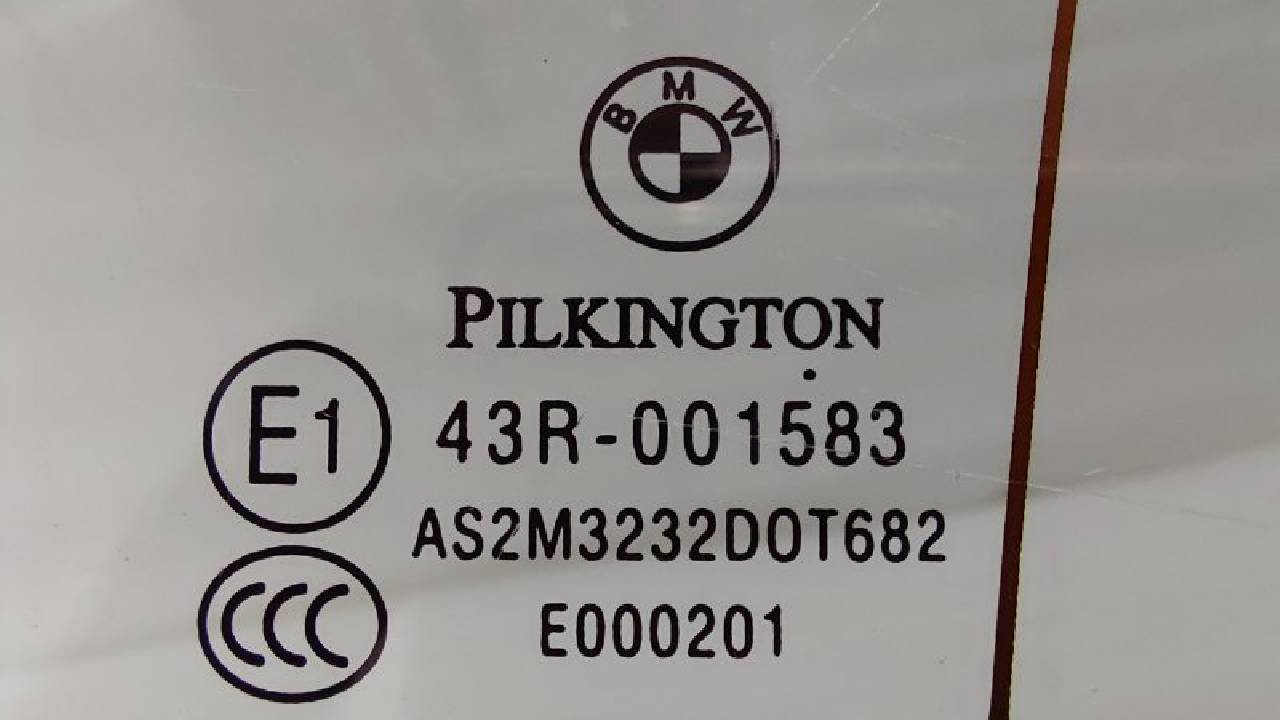 BMW
PILKINGTON
E1
43R-001583
AS2M3232DOT682
CCC
E000201